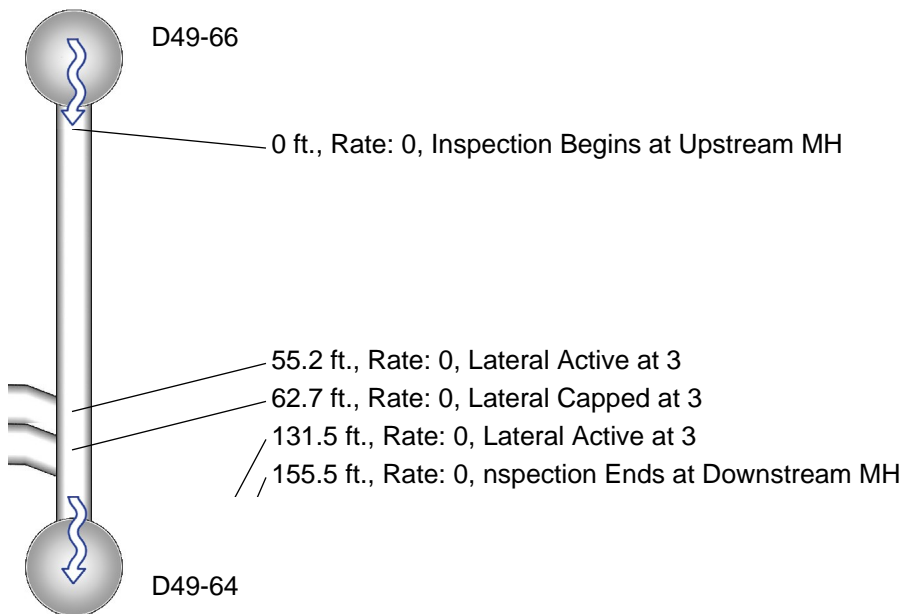 D49-66
0 ft., Rate: 0, Inspection Begins at Upstream MH
55.2 ft., Rate: 0, Lateral Active at 3
62.7 ft., Rate: 0, Lateral Capped at 3
131.5 ft., Rate: 0, Lateral Active at 3
155.5 ft., Rate: 0, nspection Ends at Downstream MH
D49-64